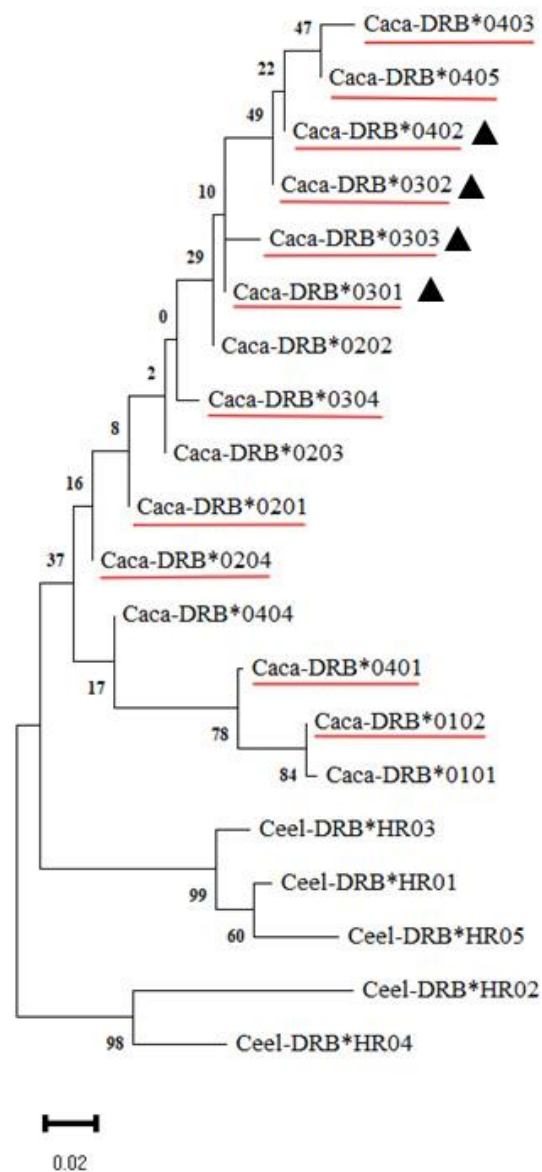 47
Caca-DRB*0403
22
Caca-DRB*0405
49
Caca-DRB*0402
Caca-DRB*0302
10
Caca-DRB*0303
29
Caca-DRB*0301
0
Caca-DRB*0202
2
Caca-DRB*0304
8
Caca-DRB*0203
16
Caca-DRB*0201
37
Caca-DRB*0204
Caca-DRB*0404
17
Caca-DRB*0401
78
Caca-DRB*0102
84
Caca-DRB*0101
Ceel-DRB*HR03
99
Ceel-DRB*HR01
60
Ceel-DRB*HR05
Ceel-DRB*HR02
98
Ceel-DRB*HR04
0.02